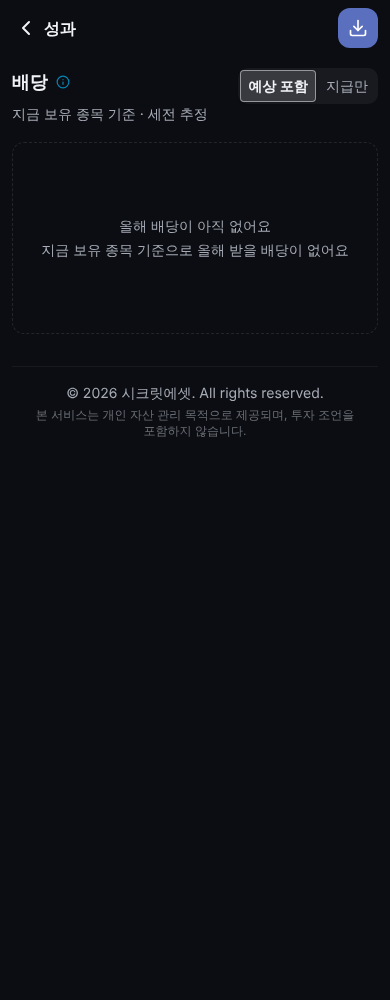 성과
배당
예상 포함
지급만
지금 보유 종목 기준 · 세전 추정
올해 배당이 아직 없어요
지금 보유 종목 기준으로 올해 받을 배당이 없어요
© 2026 시크릿에셋. All rights reserved.
본 서비스는 개인 자산 관리 목적으로 제공되며, 투자 조언을
포함하지 않습니다.